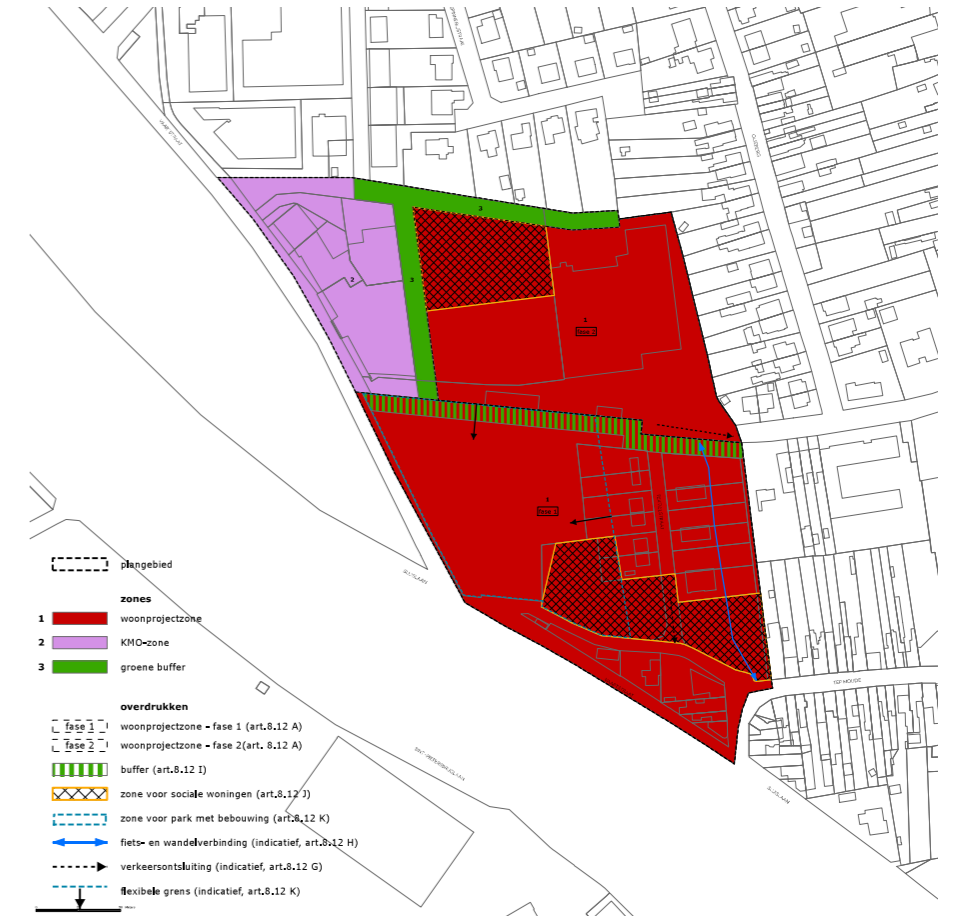 VAARTSTRAAT
3
2
3
1
fase 2
1
fase 1
SLUISLAAN
SLUISLAAN
plangebied
zones
1 woonprojectzone
2 KMO-zone
3 groene buffer
overdrukken
fase 1 woonprojectzone - fase 1 (art.8.12 A)
fase 2 woonprojectzone - fase 2(art. 8.12 A)
buffer (art.8.12 I)
zone voor sociale woningen (art.8.12 J)
zone voor park met bebouwing (art.8.12 K)
fiets- en wandelverbinding (indicatief, art.8.12 H)
verkeersontsluiting (indicatief, art.8.12 G)
flexibele grens (indicatief, art.8.12 K)